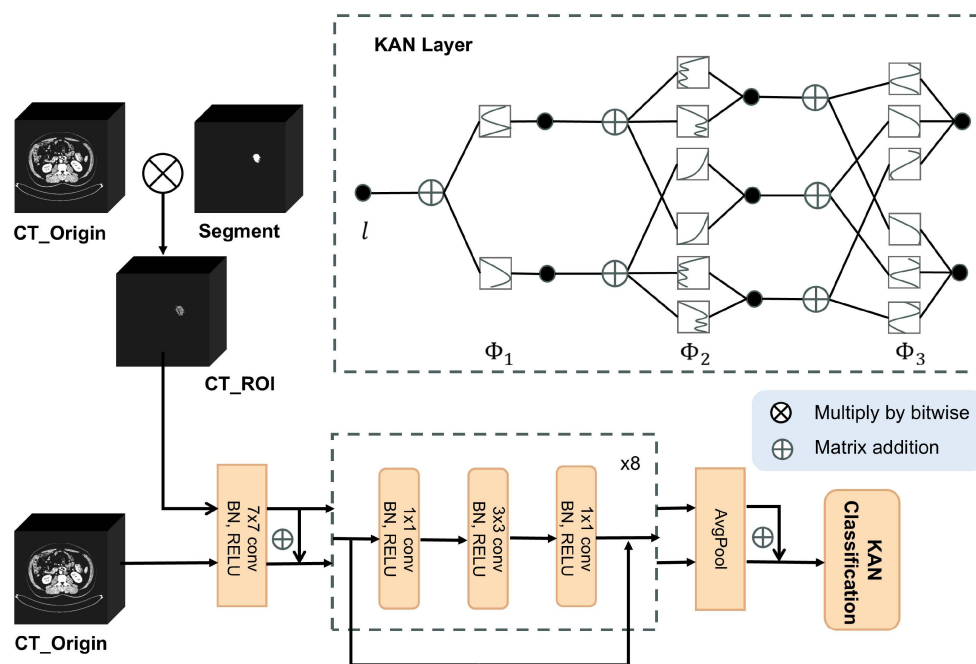 KAN Layer
CT_Origin
Segment
l
CT_ROI
Φ1
Φ2
Φ3
Multiply by bitwise
Matrix addition
x8
7x7 conv
BN, RELU
1x1 conv
BN, RELU
3x3 conv
BN, RELU
1x1 conv
BN, RELU
AvgPool
KAN
Classification
CT_Origin